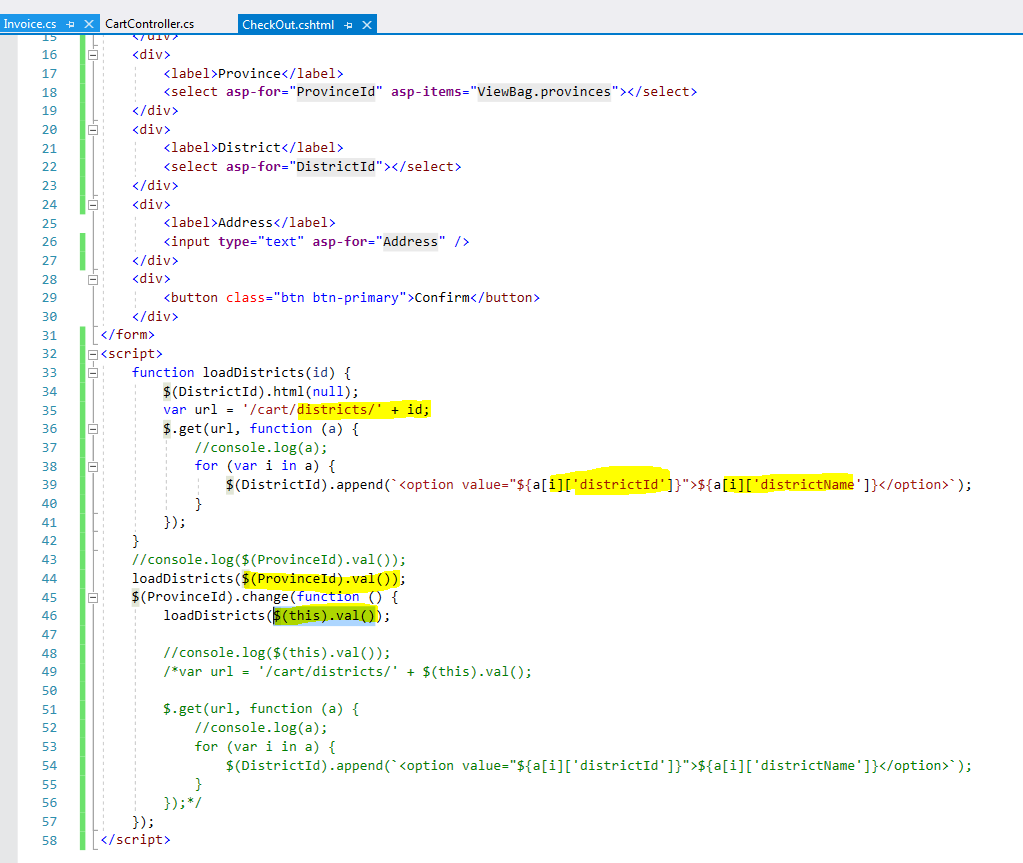 Invoice.cs CartController.cs CheckOut.cshtml
15 </div>
16 <div>
17 <label>Province</label>
18 <select asp-for="ProvinceId" asp-items="ViewBag.provinces"></select>
19 </div>
20 <div>
21 <label>District</label>
22 <select asp-for="DistrictId"></select>
23 </div>
24 <div>
25 <label>Address</label>
26 <input type="text" asp-for="Address" />
27 </div>
28 <div>
29 <button class="btn btn-primary">Confirm</button>
30 </div>
31 </form>
32 <script>
33 function loadDistricts(id) {
34 $(DistrictId).html(null);
35 var url = '/cart/districts/' + id;
36 $.get(url, function (a) {
37 //console.log(a);
38 for (var i in a) {
39 $(DistrictId).append(`<option value="${a[i]['districtId']}">${a[i]['districtName']}</option>`);
40 }
41 });
42 }
43 //console.log($(ProvinceId).val());
44 loadDistricts($(ProvinceId).val());
45 $(ProvinceId).change(function () {
46 loadDistricts($(this).val());
47
48 //console.log($(this).val());
49 /*var url = '/cart/districts/' + $(this).val();
50
51 $.get(url, function (a) {
52 //console.log(a);
53 for (var i in a) {
54 $(DistrictId).append(`<option value="${a[i]['districtId']}">${a[i]['districtName']}</option>`);
55 }
56 });*/
57 });
58 </script>